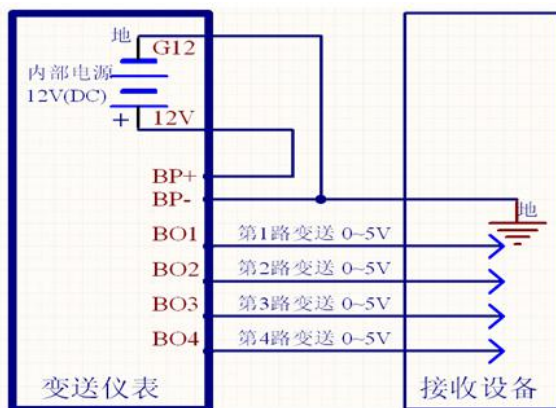 地
G12
内部电源
12V(DC)
+
12V
BP+
BP-
地
BO1
第1路变送 0~5V
BO2
第2路变送 0~5V
BO3
第3路变送 0~5V
BO4
第4路变送 0~5V
变送仪表
接收设备